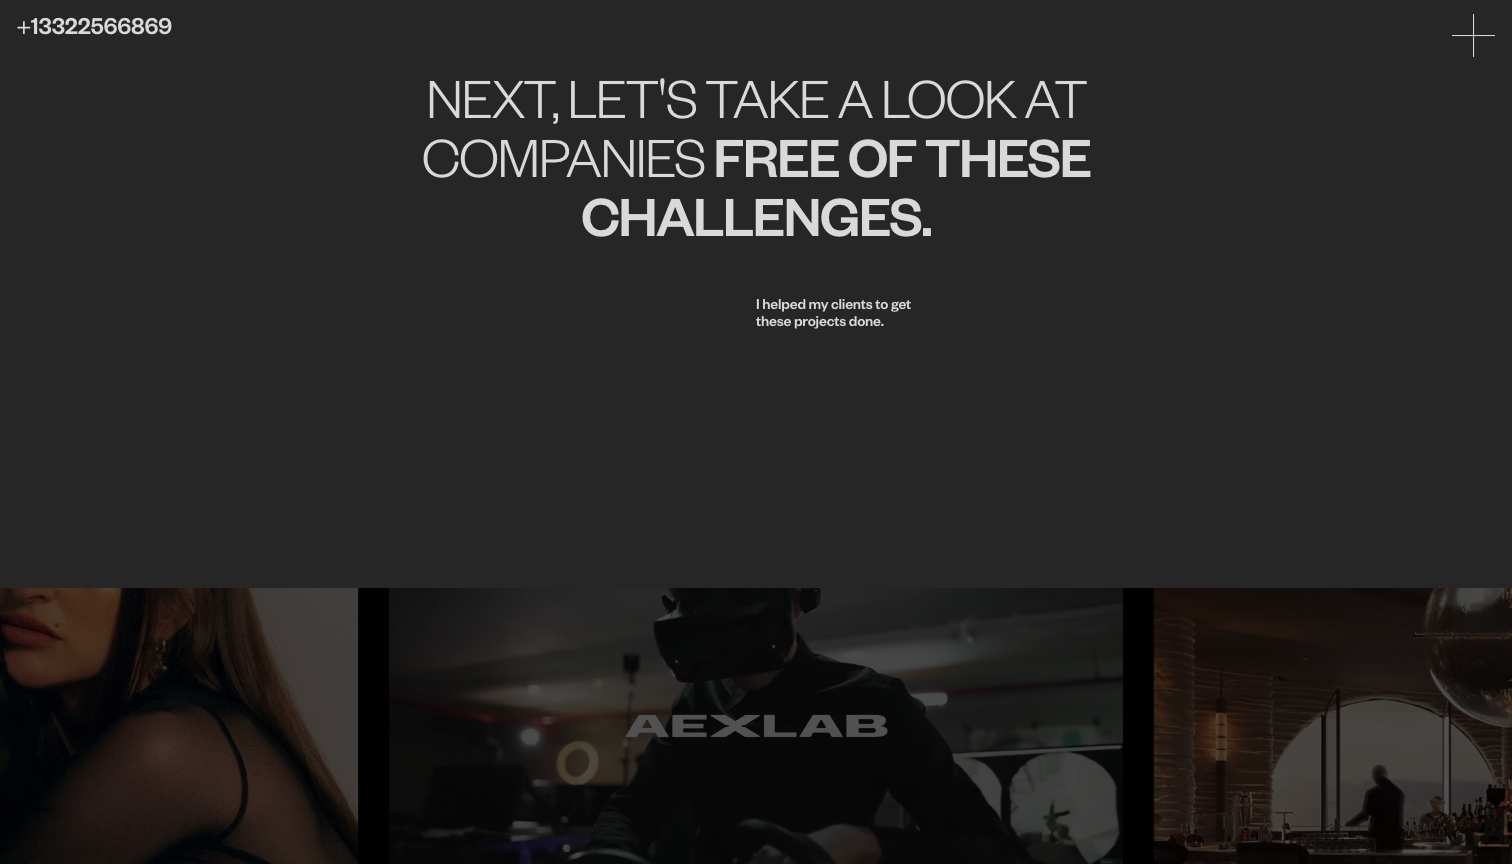 +13322566869
NEXT, LET'S TAKE A LOOK AT
COMPANIES FREE OF THESE
CHALLENGES.
I helped my clients to get
these projects done.
AEXLAB